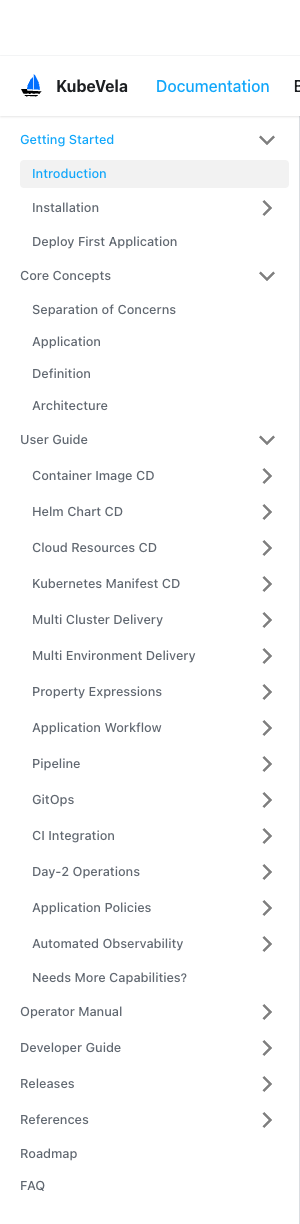 KubeVela Documentation
Getting Started
Introduction
Installation
Deploy First Application
Core Concepts
Separation of Concerns
Application
Definition
Architecture
User Guide
Container Image CD
Helm Chart CD
Cloud Resources CD
Kubernetes Manifest CD
Multi Cluster Delivery
Multi Environment Delivery
Property Expressions
Application Workflow
Pipeline
GitOps
CI Integration
Day-2 Operations
Application Policies
Automated Observability
Needs More Capabilities?
Operator Manual
Developer Guide
Releases
References
Roadmap
FAQ